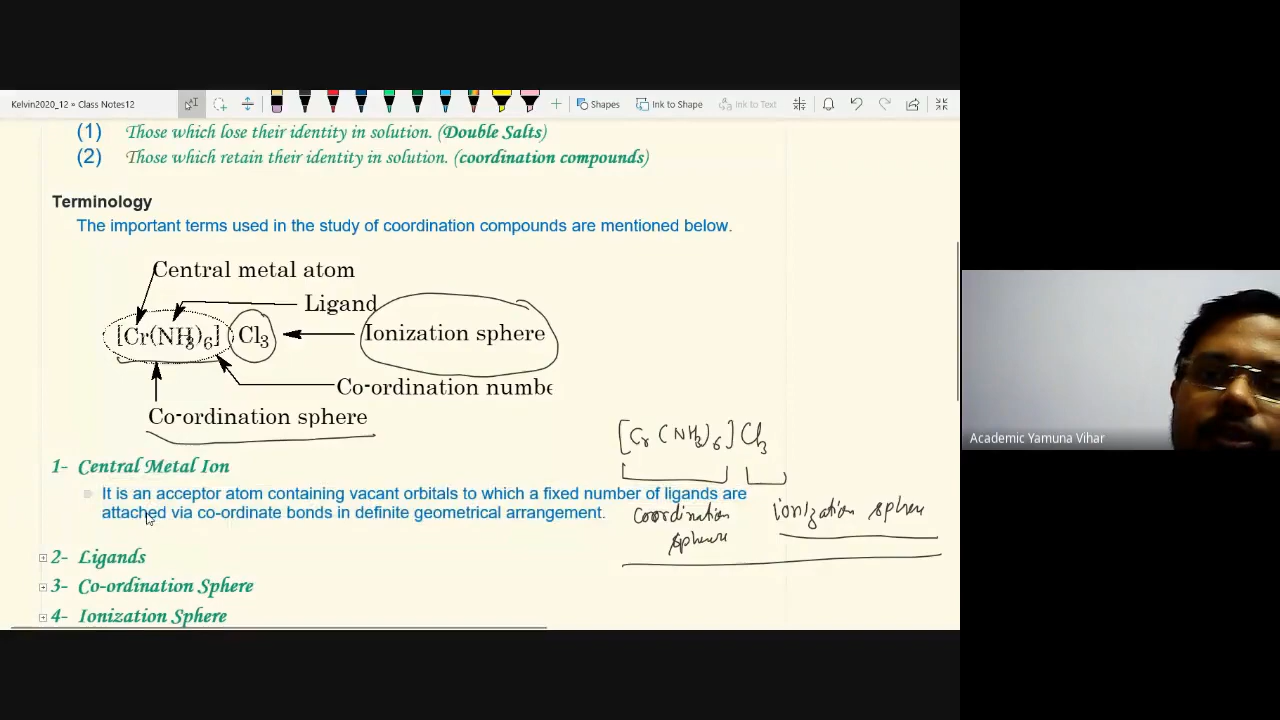 Kelvin2020_12 » Class Notes12
Shapes
Ink to Shape
Ink to Text
(1) Those which lose their identity in solution. (Double Salts)
(2) Those which retain their identity in solution. (coordination compounds)
Terminology
The important terms used in the study of coordination compounds are mentioned below.
Central metal atom
Ligand
[Cr(NH3)6] Cl3
Ionization sphere
Co-ordination numbe
Co-ordination sphere
[Cr (NH3)6] Cl3
coordination
sphere
ionization sphere
1- Central Metal Ion
It is an acceptor atom containing vacant orbitals to which a fixed number of ligands are
attached via co-ordinate bonds in definite geometrical arrangement.
2- Ligands
3- Co-ordination Sphere
4- Ionization Sphere
Academic Yamuna Vihar